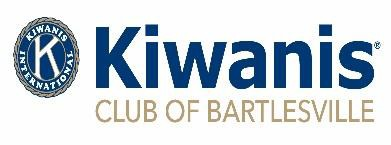 KIWANIS
K
INTERNATIONAL
Kiwanis®
CLUB OF BARTLESVILLE